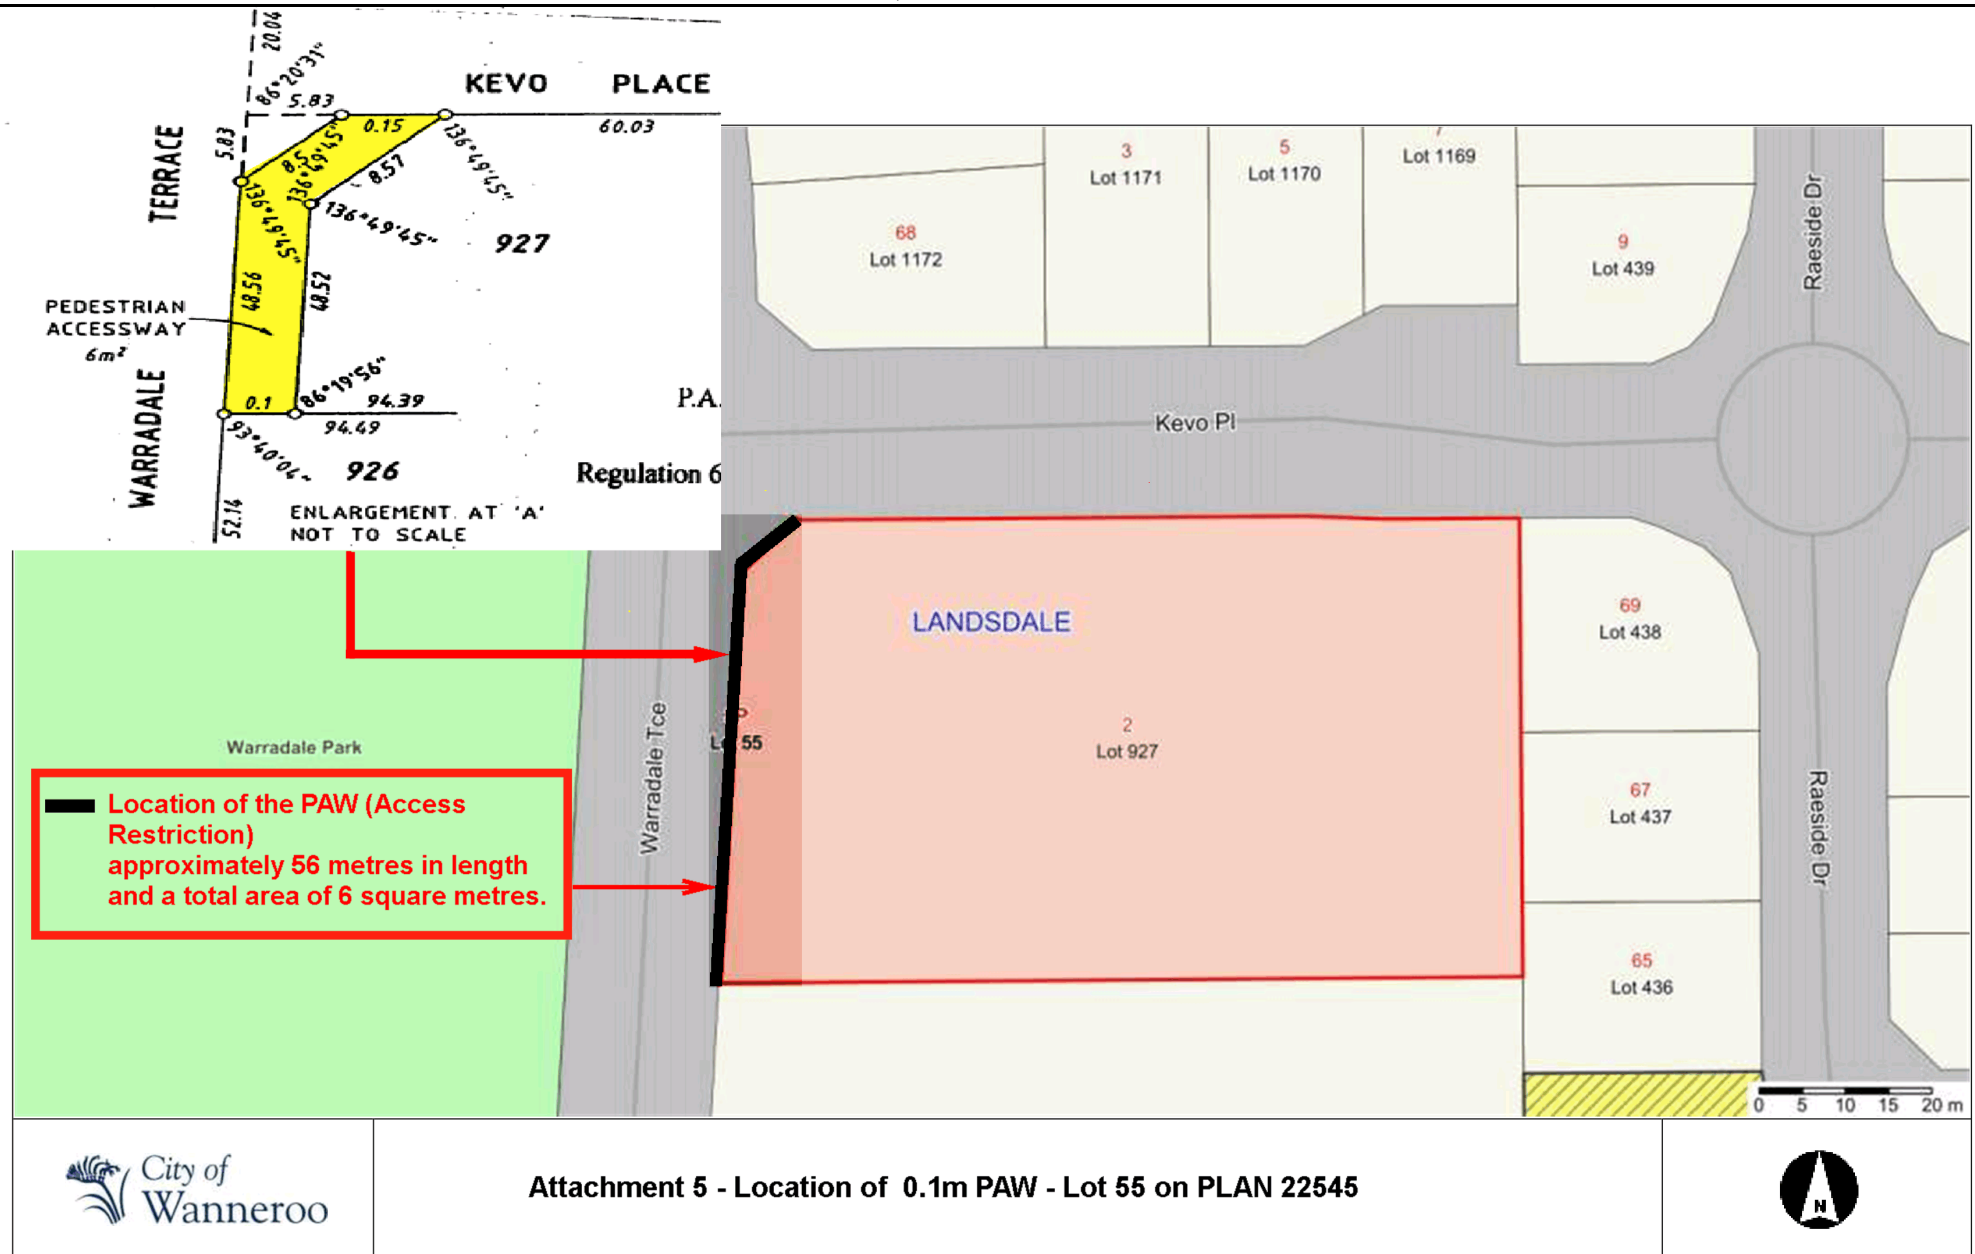 20.04
86°20'31"
5.83
KEVO PLACE
0.15
60.03
5.83
TERRACE
8.5
136°49'45"
8.57
136°49'45"
136°49'45"
136°49'45"
927
48.56
48.52
PEDESTRIAN
ACCESSWAY
6m²
WARRADALE
0.1
86°19'56"
94.39
94.49
93°40'04"
926
52.14
P.A.
Regulation 6
ENLARGEMENT AT 'A'
NOT TO SCALE
3
Lot 1171
5
Lot 1170
7
Lot 1169
68
Lot 1172
9
Lot 439
Raeside Dr
Kevo Pl
LANDSDALE
69
Lot 438
2
Lot 927
55
Warradale Tce
Warradale Park
67
Lot 437
Raeside Dr
65
Lot 436
Location of the PAW (Access
Restriction)
approximately 56 metres in length
and a total area of 6 square metres.
0 5 10 15 20 m
City of
Wanneroo
Attachment 5 - Location of 0.1m PAW - Lot 55 on PLAN 22545
N